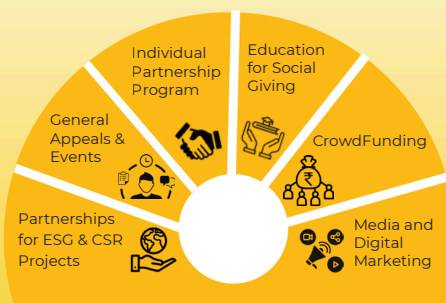 Individual
Partnership
Program
Education
for Social
Giving
General
Appeals &
Events
CrowdFunding
₹
Partnerships
for ESG & CSR
Projects
Media and
Digital
Marketing